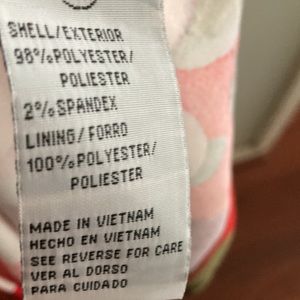 SHELL/EXTERIOR
98%POLYESTER/
POLIESTER
2%SPANDEX
LINING/FORRO
100%POLYESTER/
POLIESTER
MADE IN VIETNAM
HECHO EN VIETNAM
SEE REVERSE FOR CARE
VER AL DORSO
PARA CUIDADO